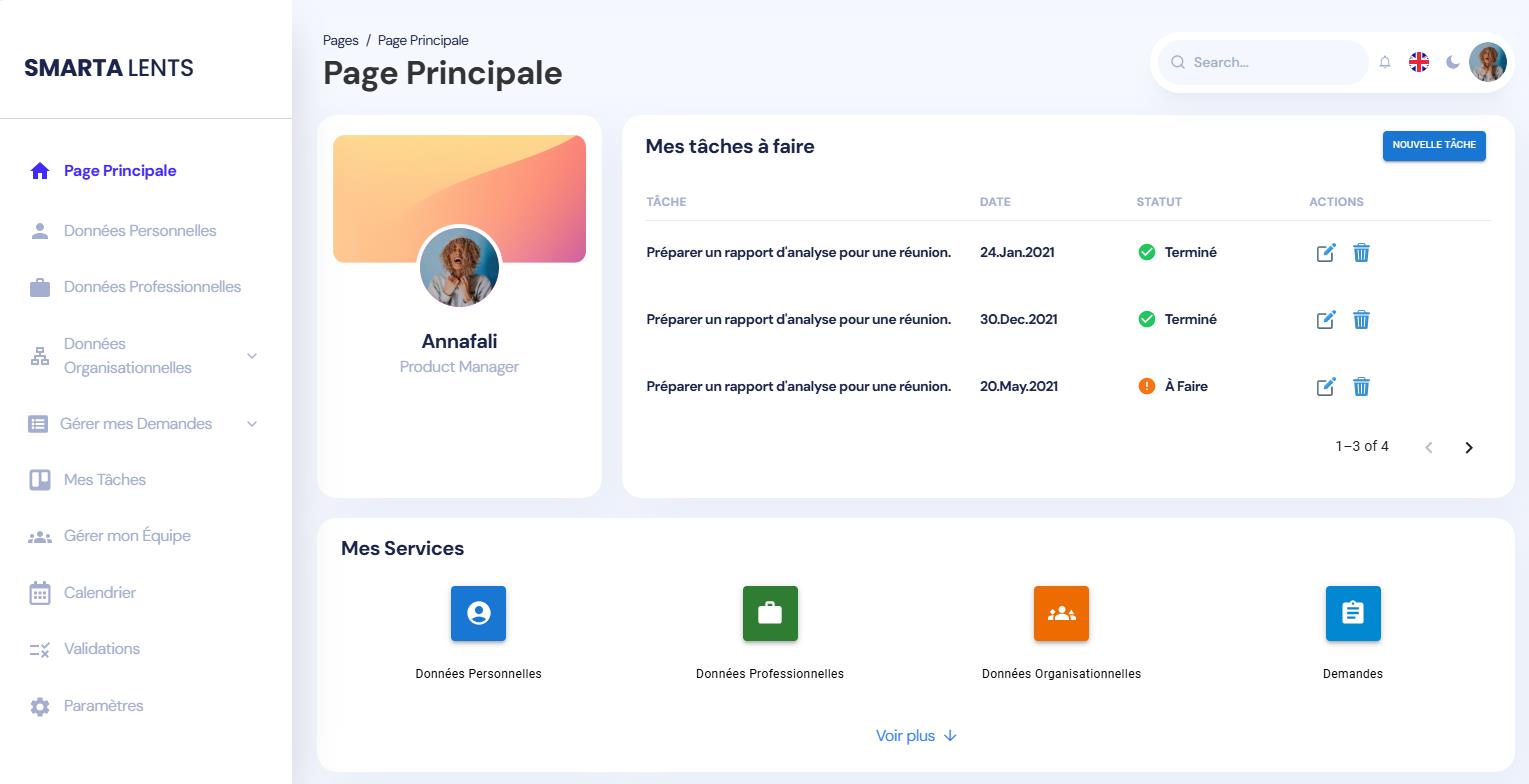 SMARTA LENTS
Page Principale
Données Personnelles
Données Professionnelles
Données
Organisationnelles
Gérer mes Demandes
Mes Tâches
Gérer mon Équipe
Calendrier
Validations
Paramètres
Pages / Page Principale
Page Principale
Search...
Annafali
Product Manager
Mes tâches à faire
NOUVELLE TÂCHE
TÂCHE DATE STATUT ACTIONS
Préparer un rapport d'analyse pour une réunion. 24.Jan.2021 Terminé
Préparer un rapport d'analyse pour une réunion. 30.Dec.2021 Terminé
Préparer un rapport d'analyse pour une réunion. 20.May.2021 À Faire
1–3 of 4
Mes Services
Données Personnelles
Données Professionnelles
Données Organisationnelles
Demandes
Voir plus